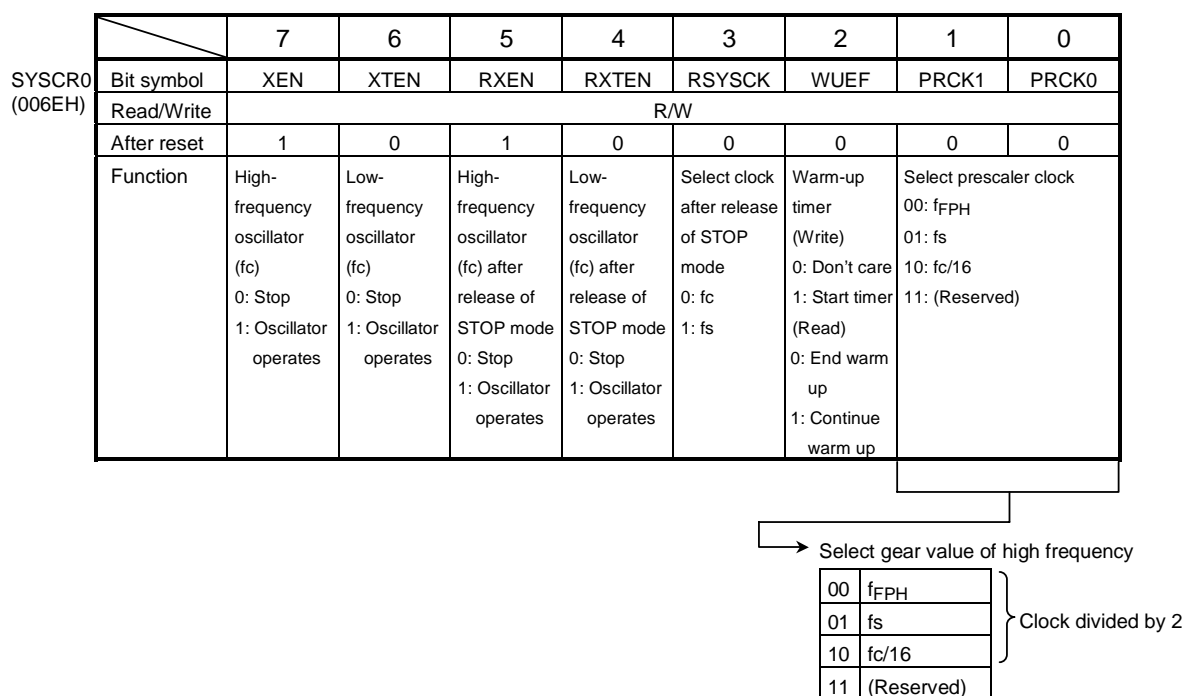 7 6 5 4 3 2 1 0
SYSCR0 Bit symbol XEN XTEN RXEN RXTEN RSYSCK WUEF PRCK1 PRCK0
(006EH) Read/Write R/W
After reset 1 0 1 0 0 0 0 0
Function High- Low- High- Low- Select clock Warm-up Select prescaler clock
frequency frequency frequency frequency after release timer 00: fFPH
oscillator oscillator oscillator oscillator of STOP (Write) 01: fs
(fc) (fc) (fc) after (fc) after mode 0: Don't care 10: fc/16
0: Stop 0: Stop release of release of 0: fc 1: Start timer 11: (Reserved)
1: Oscillator 1: Oscillator STOP mode STOP mode 1: fs (Read)
operates operates 0: Stop 0: Stop 0: End warm
1: Oscillator 1: Oscillator up
operates operates 1: Continue
warm up
Select gear value of high frequency
00 fFPH
01 fs Clock divided by 2
10 fc/16
11 (Reserved)